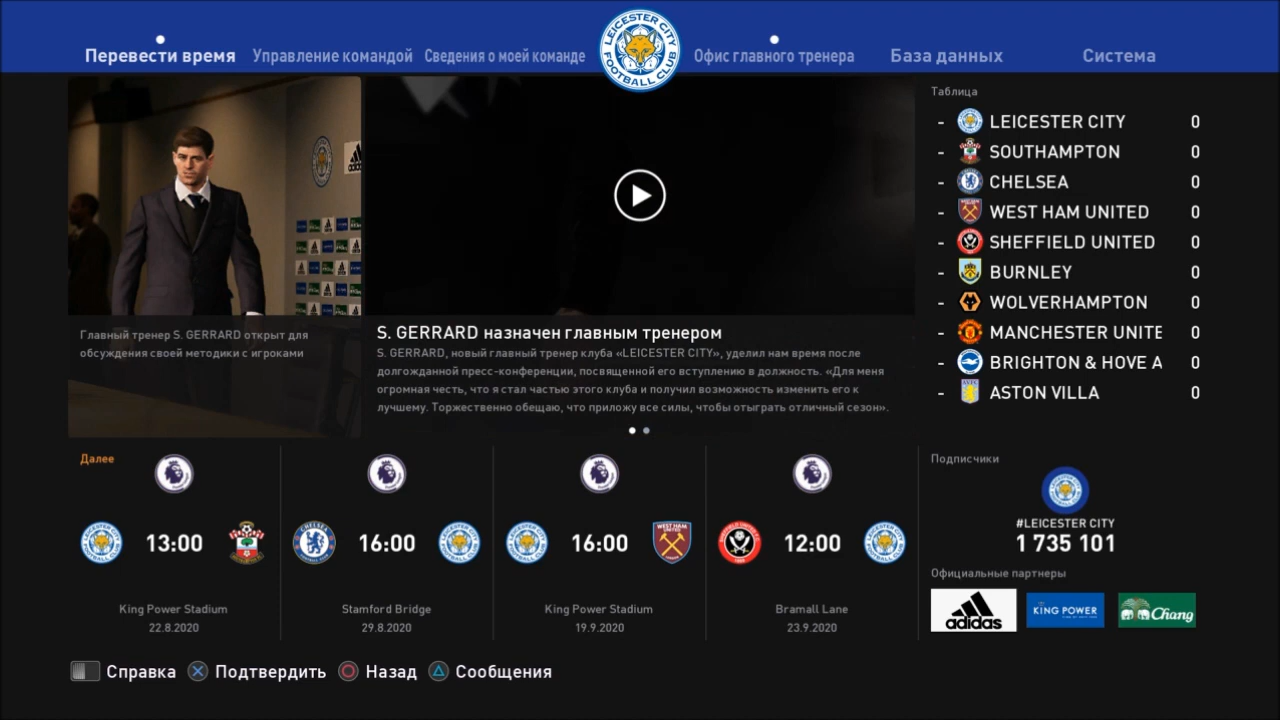 Перевести время
Управление командой
Сведения о моей команде
LEICESTER CITY
FOOTBALL CLUB
Офис главного тренера
База данных
Система
Главный тренер S. GERRARD открыт для
обсуждения своей методики с игроками
S. GERRARD назначен главным тренером
S. GERRARD, новый главный тренер клуба «LEICESTER CITY», уделил нам время после
долгожданной пресс-конференции, посвященной его вступлению в должность. «Для меня
огромная честь, что я стал частью этого клуба и получил возможность изменить его к
лучшему. Торжественно обещаю, что приложу все силы, чтобы отыграть отличный сезон».
Таблица
- LEICESTER CITY 0
- SOUTHAMPTON 0
- CHELSEA 0
- WEST HAM UNITED 0
- SHEFFIELD UNITED 0
- BURNLEY 0
- WOLVERHAMPTON 0
- MANCHESTER UNITE 0
- BRIGHTON & HOVE A 0
- ASTON VILLA 0
Далее
13:00
King Power Stadium
22.8.2020
16:00
Stamford Bridge
29.8.2020
16:00
King Power Stadium
19.9.2020
12:00
Bramall Lane
23.9.2020
Подписчики
#LEICESTER CITY
1 735 101
Официальные партнеры
adidas
KING POWER
Chang
Справка
Подтвердить
Назад
Сообщения